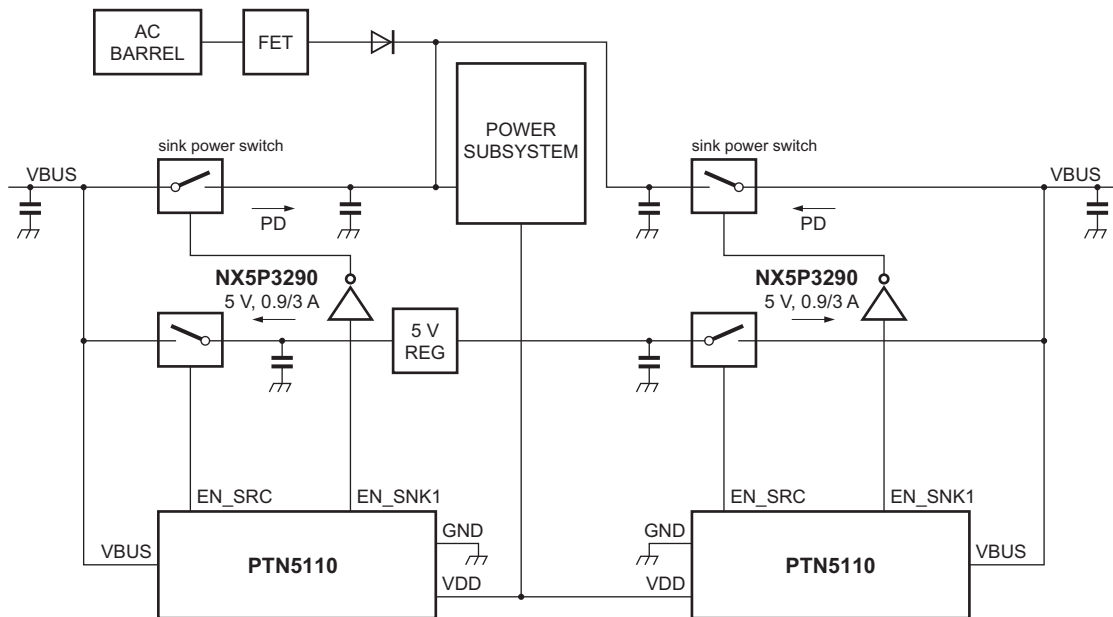 AC
BARREL
FET
POWER
SUBSYSTEM
sink power switch
sink power switch
VBUS
VBUS
PD
PD
NX5P3290
5 V, 0.9/3 A
NX5P3290
5 V, 0.9/3 A
5 V
REG
EN_SRC
EN_SNK1
EN_SRC
EN_SNK1
VBUS
PTN5110
GND
VDD
GND
VDD
PTN5110
VBUS